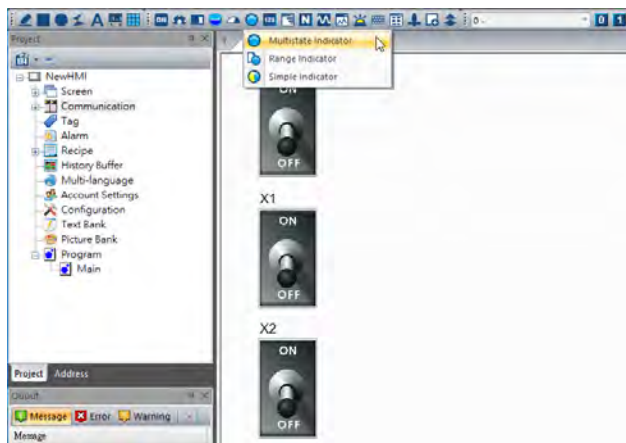 Project
Multistate Indicator
Range Indicator
Simple Indicator
NewHMI
Screen
Communication
Tag
Alarm
Recipe
History Buffer
Multi-language
Account Settings
Configuration
Text Bank
Picture Bank
Program
Main
ON
OFF
X1
ON
OFF
X2
ON
OFF
Project Address
Output
Message Error Warning
Message